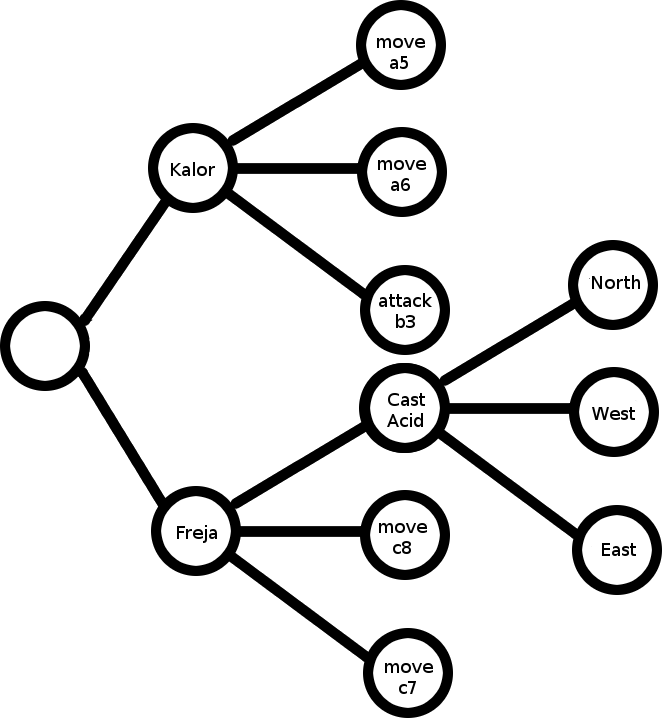 move
a5
Kalor
move
a6
attack
b3
North
Cast
Acid
West
Freja
move
c8
East
move
c7